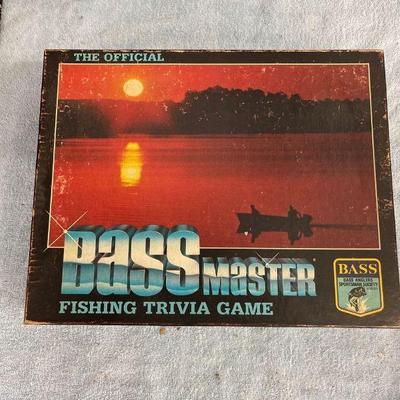 THE OFFICIAL
BASS MASTER
FISHING TRIVIA GAME
BASS
BASS ANGLERS
SPORTSMAN SOCIETY